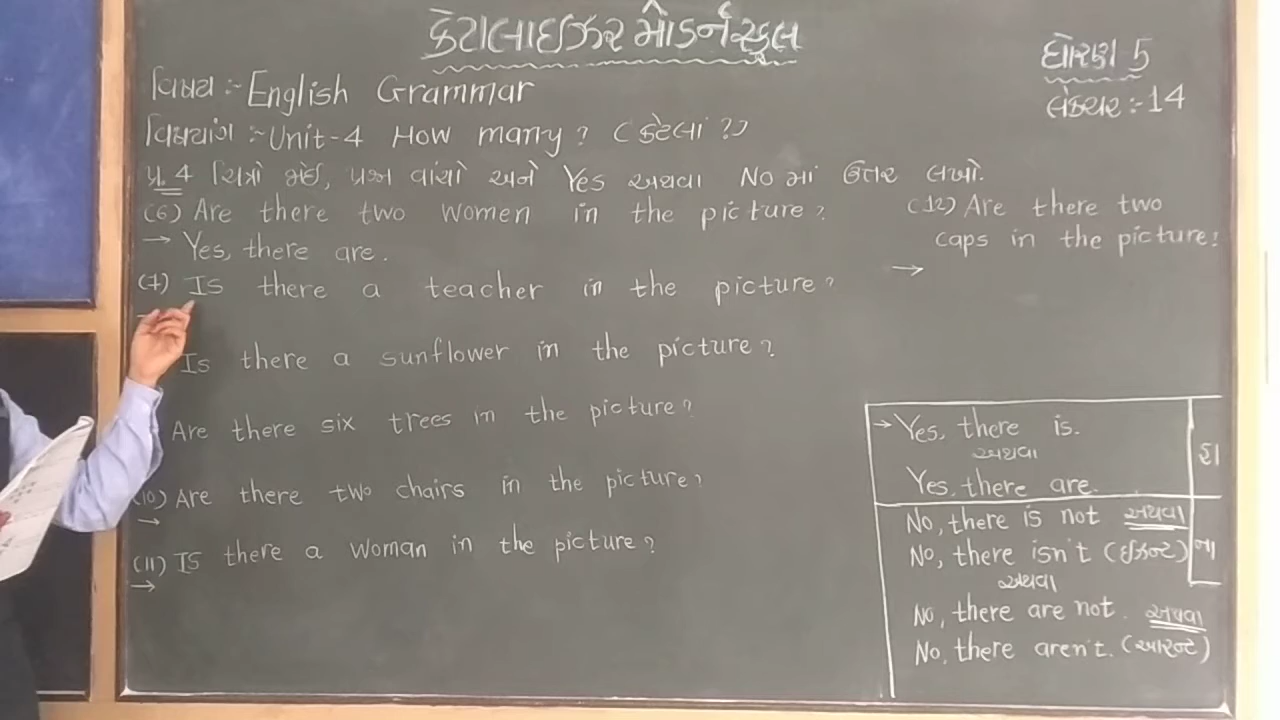 કેટાલાઈઝર મોડર્ન સ્કુલ
ધોરણ 5
વિષય :- English Grammar
લેકચર :- 14
વિષયાંગ :- Unit-4 How many? (કેટલાં?)
પ્ર. 4 ચિત્રો જોઈ, પ્રશ્ન વાંચો અને Yes અથવા No માં ઉત્તર લખો.
(6) Are there two women in the picture?
→ Yes, there are.
(7) Is there a teacher in the picture?
Is there a sunflower in the picture?
Are there six trees in the picture?
(10) Are there two chairs in the picture?
→
(11) Is there a woman in the picture?
→
(12) Are there two
caps in the picture?
→
→ Yes, there is.
અથવા
Yes, there are.
હા
No, there is not અથવા
No, there isn't (ઈઝન્ટ)
ના
અથવા
No, there are not. અથવા
No, there aren't. (આરન્ટ)